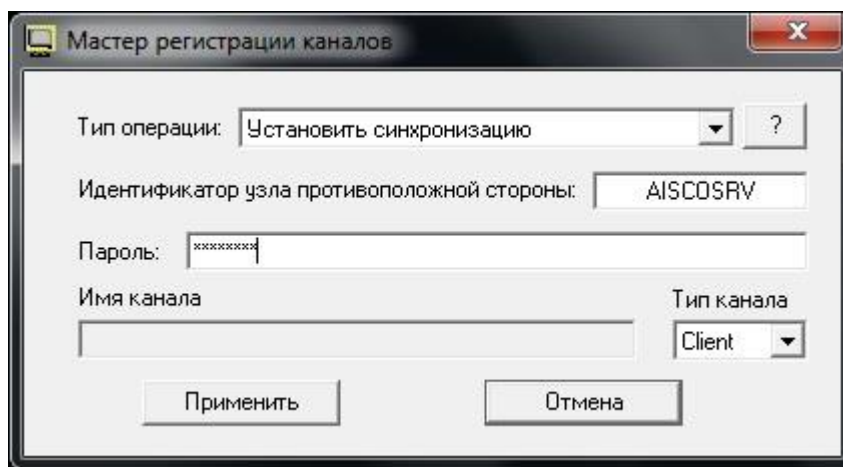 Мастер регистрации каналов
Тип операции: Установить синхронизацию ?
Идентификатор узла противоположной стороны: AISCOSRV
Пароль: ********
Имя канала Тип канала
Client
Применить Отмена